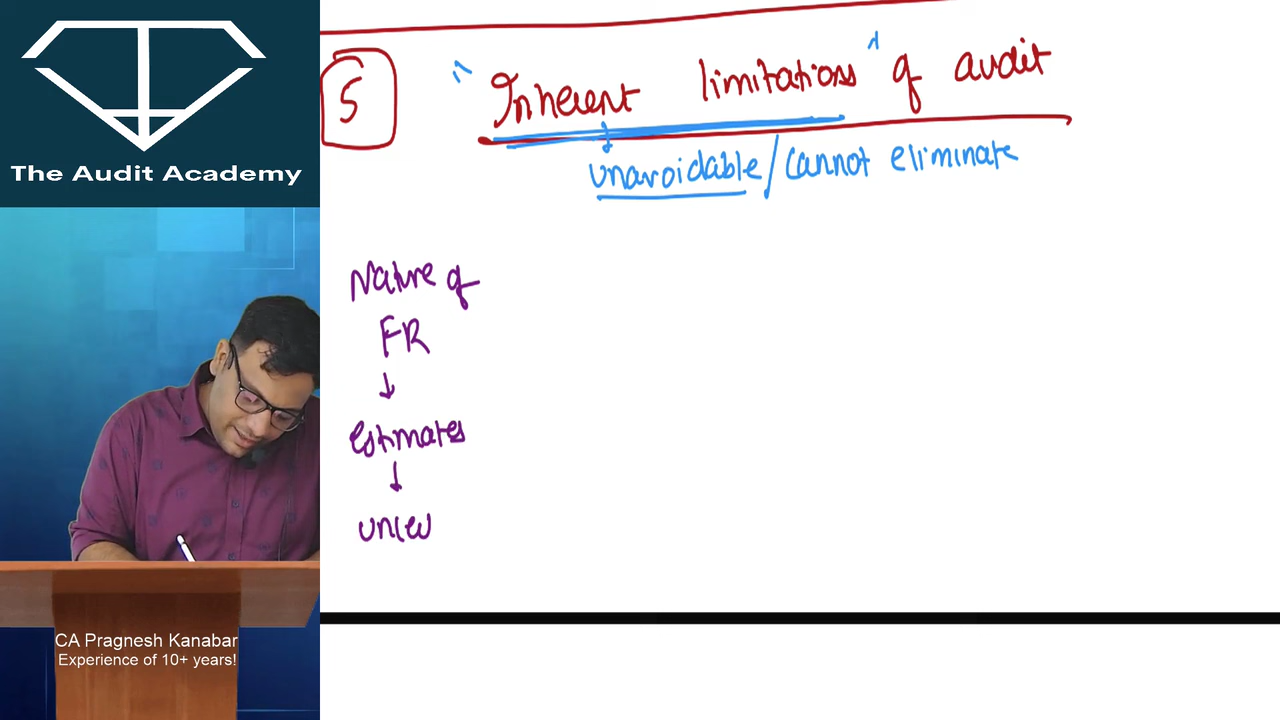 The Audit Academy
5
"Inherent limitations" of audit
unavoidable/cannot eliminate
Nature of
FR
↓
estimates
↓
CA Pragnesh Kanabar
Experience of 10+ years!